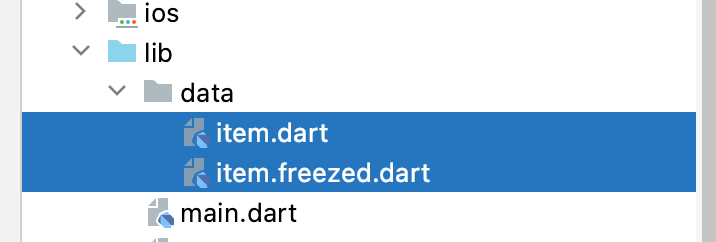 ios
lib
data
item.dart
item.freezed.dart
main.dart